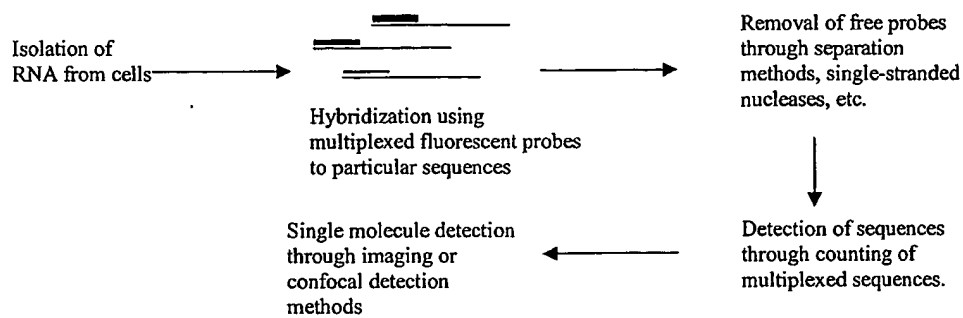 Isolation of
RNA from cells
Hybridization using
multiplexed fluorescent probes
to particular sequences
Removal of free probes
through separation
methods, single-stranded
nucleases, etc.
Detection of sequences
through counting of
multiplexed sequences.
Single molecule detection
through imaging or
confocal detection
methods